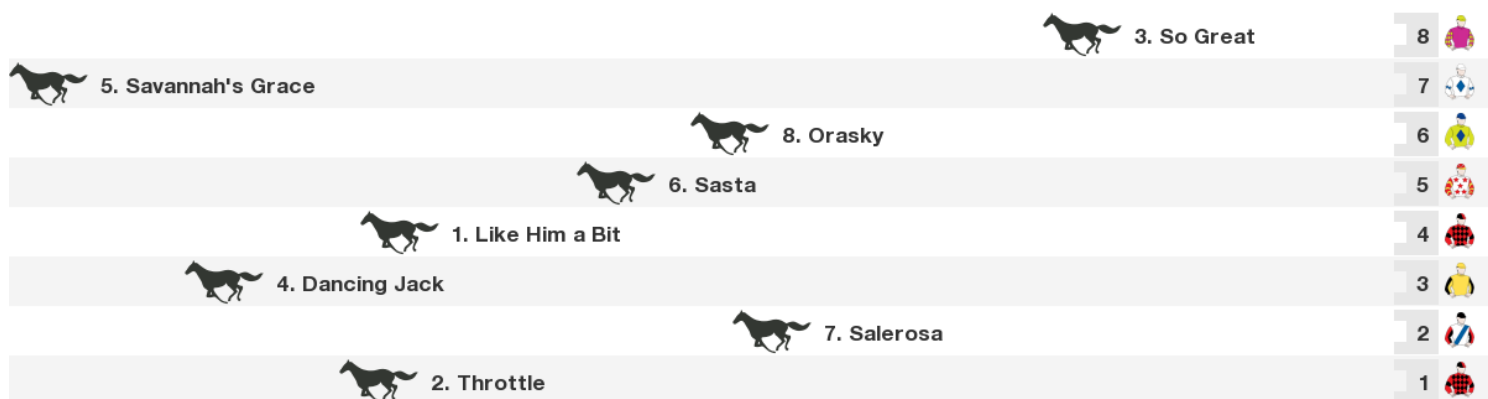 3. So Great 8
5. Savannah's Grace 7
8. Orasky 6
6. Sasta 5
1. Like Him a Bit 4
4. Dancing Jack 3
7. Salerosa 2
2. Throttle 1